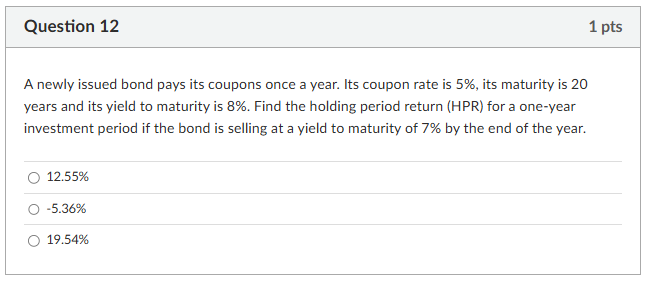 Question 12
1 pts
A newly issued bond pays its coupons once a year. Its coupon rate is 5%, its maturity is 20
years and its yield to maturity is 8%. Find the holding period return (HPR) for a one-year
investment period if the bond is selling at a yield to maturity of 7% by the end of the year.
12.55%
-5.36%
19.54%